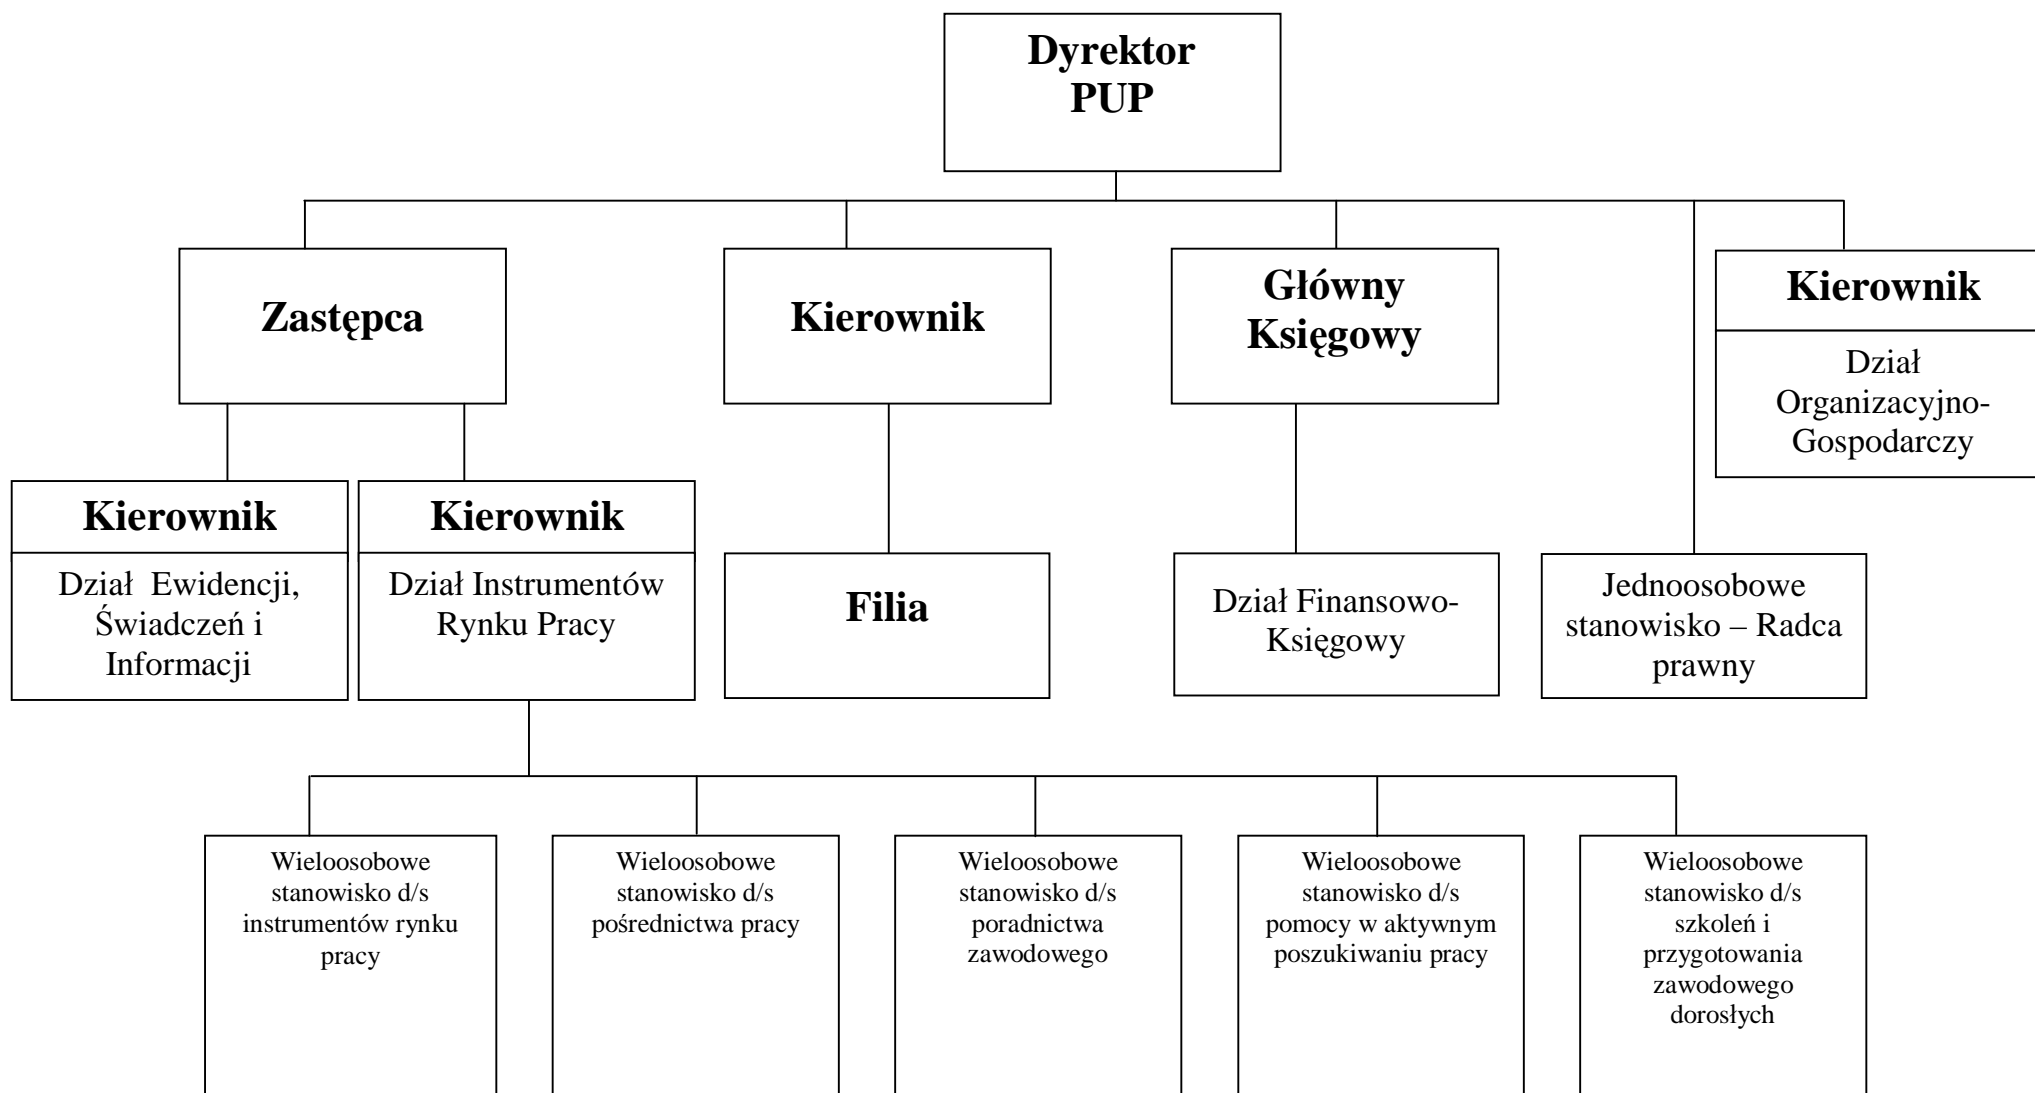 Dyrektor
PUP
Zastępca
Kierownik
Główny
Księgowy
Kierownik
Dział
Organizacyjno-
Gospodarczy
Kierownik
Dział  Ewidencji,
Świadczeń i
Informacji
Kierownik
Dział Instrumentów
Rynku Pracy
Filia
Dział Finansowo-
Księgowy
Jednoosobowe
stanowisko – Radca
prawny
Wieloosobowe
stanowisko d/s
instrumentów rynku
pracy
Wieloosobowe
stanowisko d/s
pośrednictwa pracy
Wieloosobowe
stanowisko d/s
poradnictwa
zawodowego
Wieloosobowe
stanowisko d/s
pomocy w aktywnym
poszukiwaniu pracy
Wieloosobowe
stanowisko d/s
szkoleń i
przygotowania
zawodowego
dorosłych